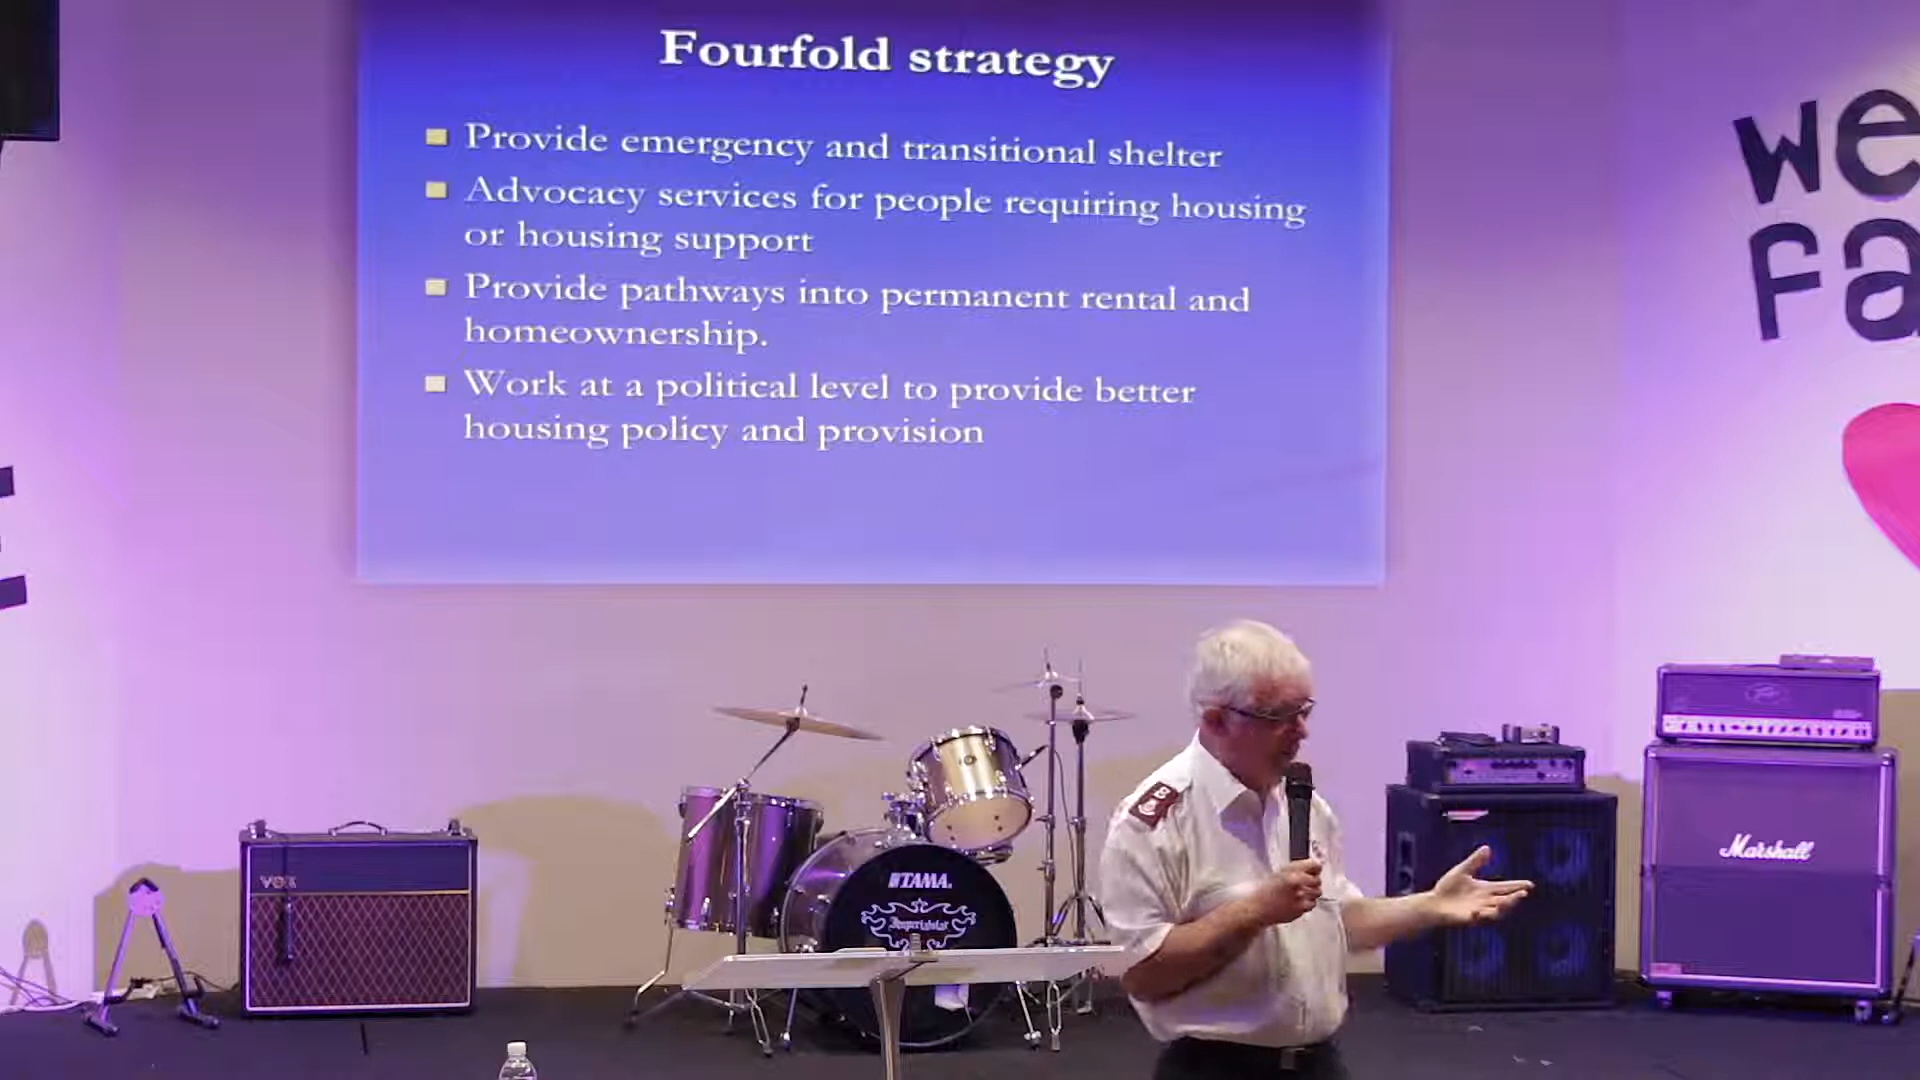 Fourfold strategy
Provide emergency and transitional shelter
Advocacy services for people requiring housing
or housing support
Provide pathways into permanent rental and
homeownership.
Work at a political level to provide better
housing policy and provision
we
fa
VOX
TAMA
Imperialstar
B
Marshall